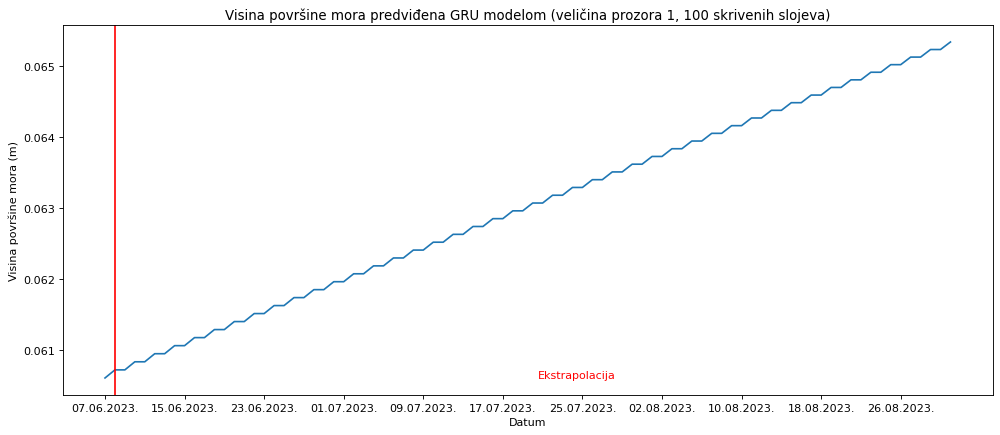 Visina površine mora predviđena GRU modelom (veličina prozora 1, 100 skrivenih slojeva)
Visina površine mora (m)
0.065
0.064
0.063
0.062
0.061
Ekstrapolacija
07.06.2023. 15.06.2023. 23.06.2023. 01.07.2023. 09.07.2023. 17.07.2023. 25.07.2023. 02.08.2023. 10.08.2023. 18.08.2023. 26.08.2023.
Datum